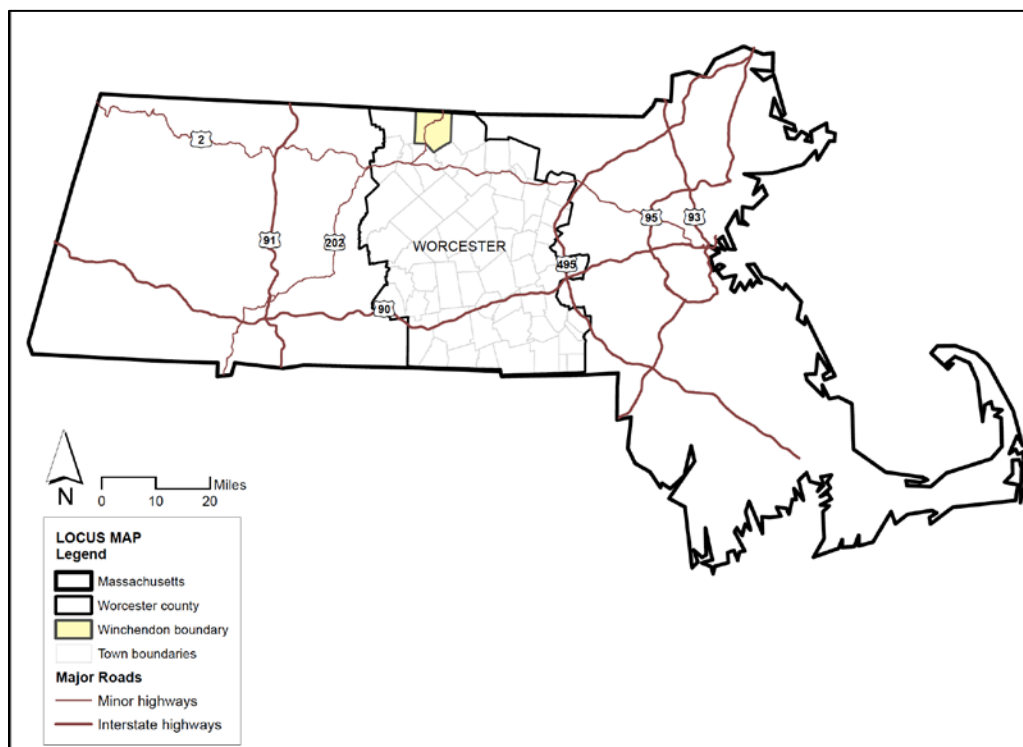 2
95
93
91
202
WORCESTER
495
90
N
Miles
0 10 20
LOCUS MAP
Legend
Massachusetts
Worcester county
Winchendon boundary
Town boundaries
Major Roads
Minor highways
Interstate highways